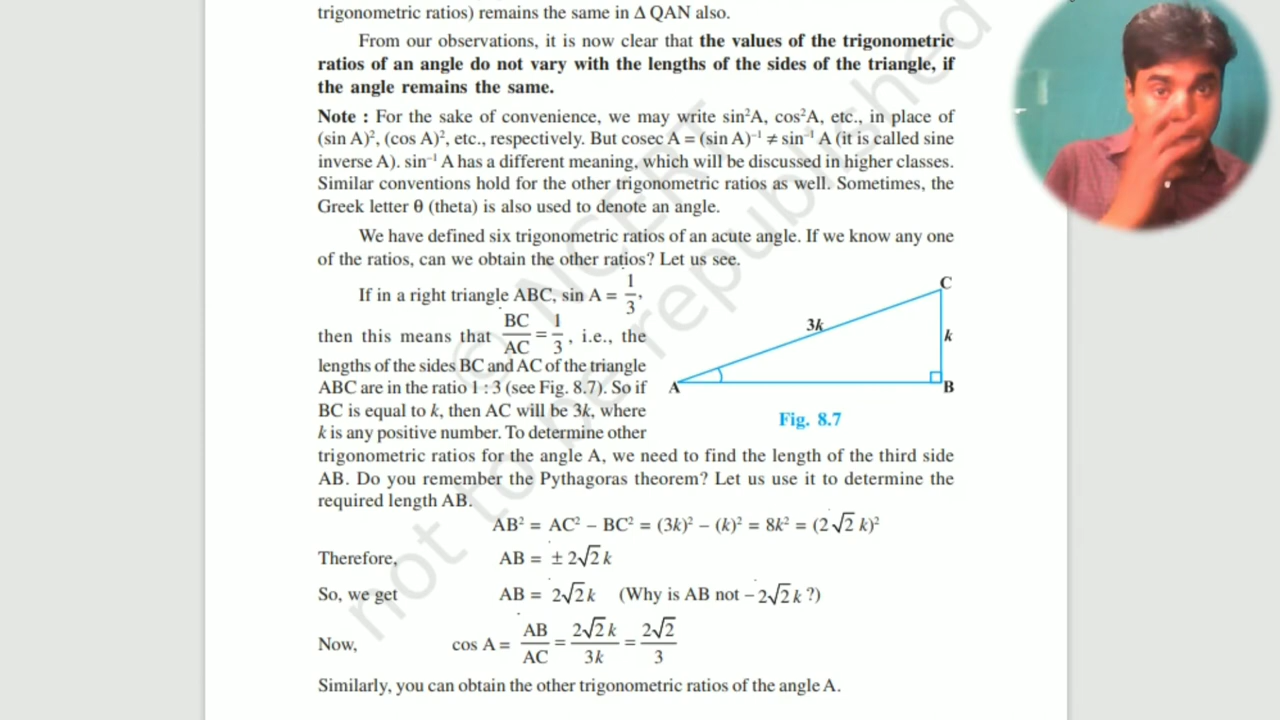 trigonometric ratios) remains the same in Δ QAN also.
From our observations, it is now clear that the values of the trigonometric
ratios of an angle do not vary with the lengths of the sides of the triangle, if
the angle remains the same.
Note : For the sake of convenience, we may write sin²A, cos²A, etc., in place of
(sin A)², (cos A)², etc., respectively. But cosec A = (sin A)⁻¹ ≠ sin⁻¹ A (it is called sine
inverse A). sin⁻¹ A has a different meaning, which will be discussed in higher classes.
Similar conventions hold for the other trigonometric ratios as well. Sometimes, the
Greek letter θ (theta) is also used to denote an angle.
We have defined six trigonometric ratios of an acute angle. If we know any one
of the ratios, can we obtain the other ratios? Let us see.
If in a right triangle ABC, sin A = 1/3,
then this means that BC/AC = 1/3, i.e., the
lengths of the sides BC and AC of the triangle
ABC are in the ratio 1 : 3 (see Fig. 8.7). So if
BC is equal to k, then AC will be 3k, where
k is any positive number. To determine other
C
3k
k
A
B
Fig. 8.7
trigonometric ratios for the angle A, we need to find the length of the third side
AB. Do you remember the Pythagoras theorem? Let us use it to determine the
required length AB.
AB² = AC² – BC² = (3k)² – (k)² = 8k² = (2√2 k)²
Therefore, AB = ± 2√2 k
So, we get AB = 2√2 k (Why is AB not – 2√2 k ?)
Now, cos A = AB/AC = 2√2 k/3k = 2√2/3
Similarly, you can obtain the other trigonometric ratios of the angle A.
© NCERT
not to be republished